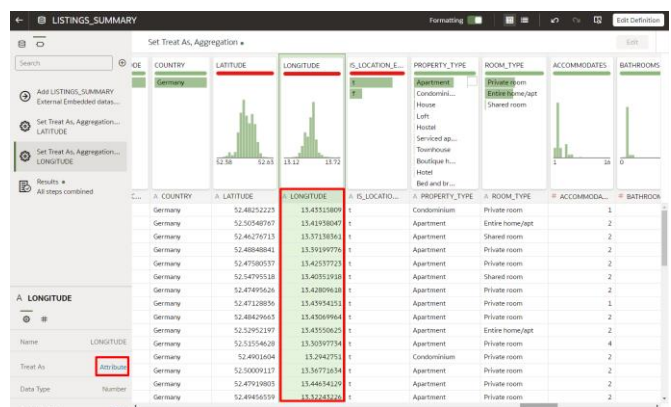 LISTINGS_SUMMARY
Formatting
Edit Definition
Set Treat As, Aggregation
Edit
Search
COUNTRY LATITUDE LONGITUDE IS_LOCATION_E... PROPERTY_TYPE ROOM_TYPE ACCOMMODATES BATHROOMS
Germany
t
f
Apartment
Condomini...
House
Loft
Hostel
Serviced ap...
Townhouse
Boutique h...
Hotel
Bed and br...
Private room
Entire home/apt
Shared room
52.58 52.65 13.12 13.72 1 16 0
Add LISTINGS_SUMMARY
External Embedded datas...
Set Treat As, Aggregation...
LATITUDE
Set Treat As, Aggregation...
LONGITUDE
Results
All steps combined
A COUNTRY A LATITUDE A LONGITUDE A IS_LOCATIO... A PROPERTY_TYPE A ROOM_TYPE # ACCOMMODA... # BATHROOM
Germany 52.48252223 13.43315809 t Condominium Private room 1
Germany 52.50548767 13.41938047 t Apartment Entire home/apt 2
Germany 52.46276713 13.37138361 t Apartment Shared room 2
Germany 52.48848841 13.39199776 t Apartment Private room 2
Germany 52.47580537 13.42537723 t Apartment Private room 2
Germany 52.54795518 13.40351918 t Apartment Shared room 2
Germany 52.47495626 13.42809618 t Apartment Private room 2
Germany 52.47128836 13.43934151 t Apartment Private room 1
Germany 52.48429663 13.43069964 t Apartment Private room 2
Germany 52.52952197 13.43550625 t Apartment Entire home/apt 2
Germany 52.51554628 13.30397734 t Apartment Private room 4
Germany 52.4901604 13.2942751 t Condominium Private room 2
Germany 52.50009117 13.36771634 t Apartment Private room 2
Germany 52.47919803 13.44634129 t Apartment Private room 2
Germany 52.49456559 13.32243226 t Apartment Private room 2
A LONGITUDE
Name LONGITUDE
Treat As Attribute
Data Type Number